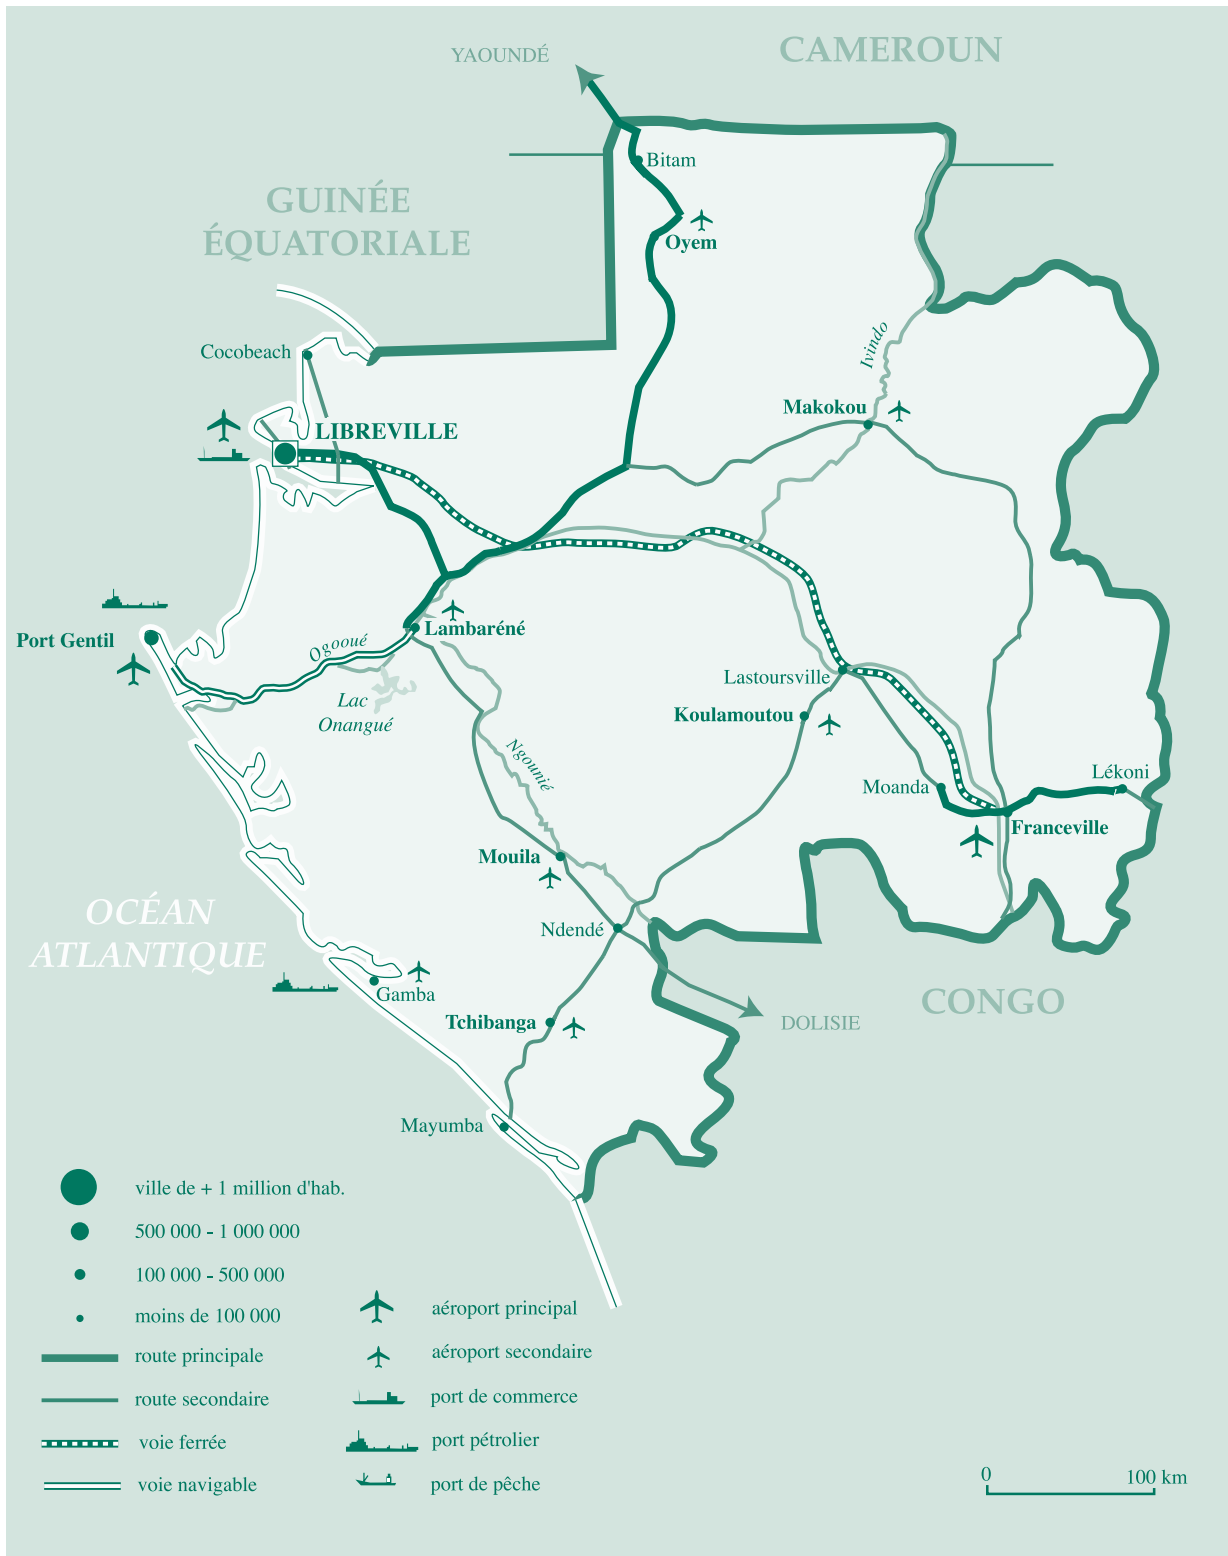 YAOUNDÉ
CAMEROUN
Bitam
GUINÉE
ÉQUATORIALE
Oyem
Cocobeach
Ivindo
Makokou
LIBREVILLE
Port Gentil
Lambaréné
Ogooué
Lac
Onangué
Lastoursville
Koulamoutou
Ngounié
Moanda
Lékoni
Franceville
Mouila
OCÉAN
ATLANTIQUE
Ndendé
Gamba
CONGO
Tchibanga
DOLISIE
Mayumba
ville de + 1 million d'hab.
500 000 - 1 000 000
100 000 - 500 000
moins de 100 000
route principale
route secondaire
voie ferrée
voie navigable
aéroport principal
aéroport secondaire
port de commerce
port pétrolier
port de pêche
0 100 km